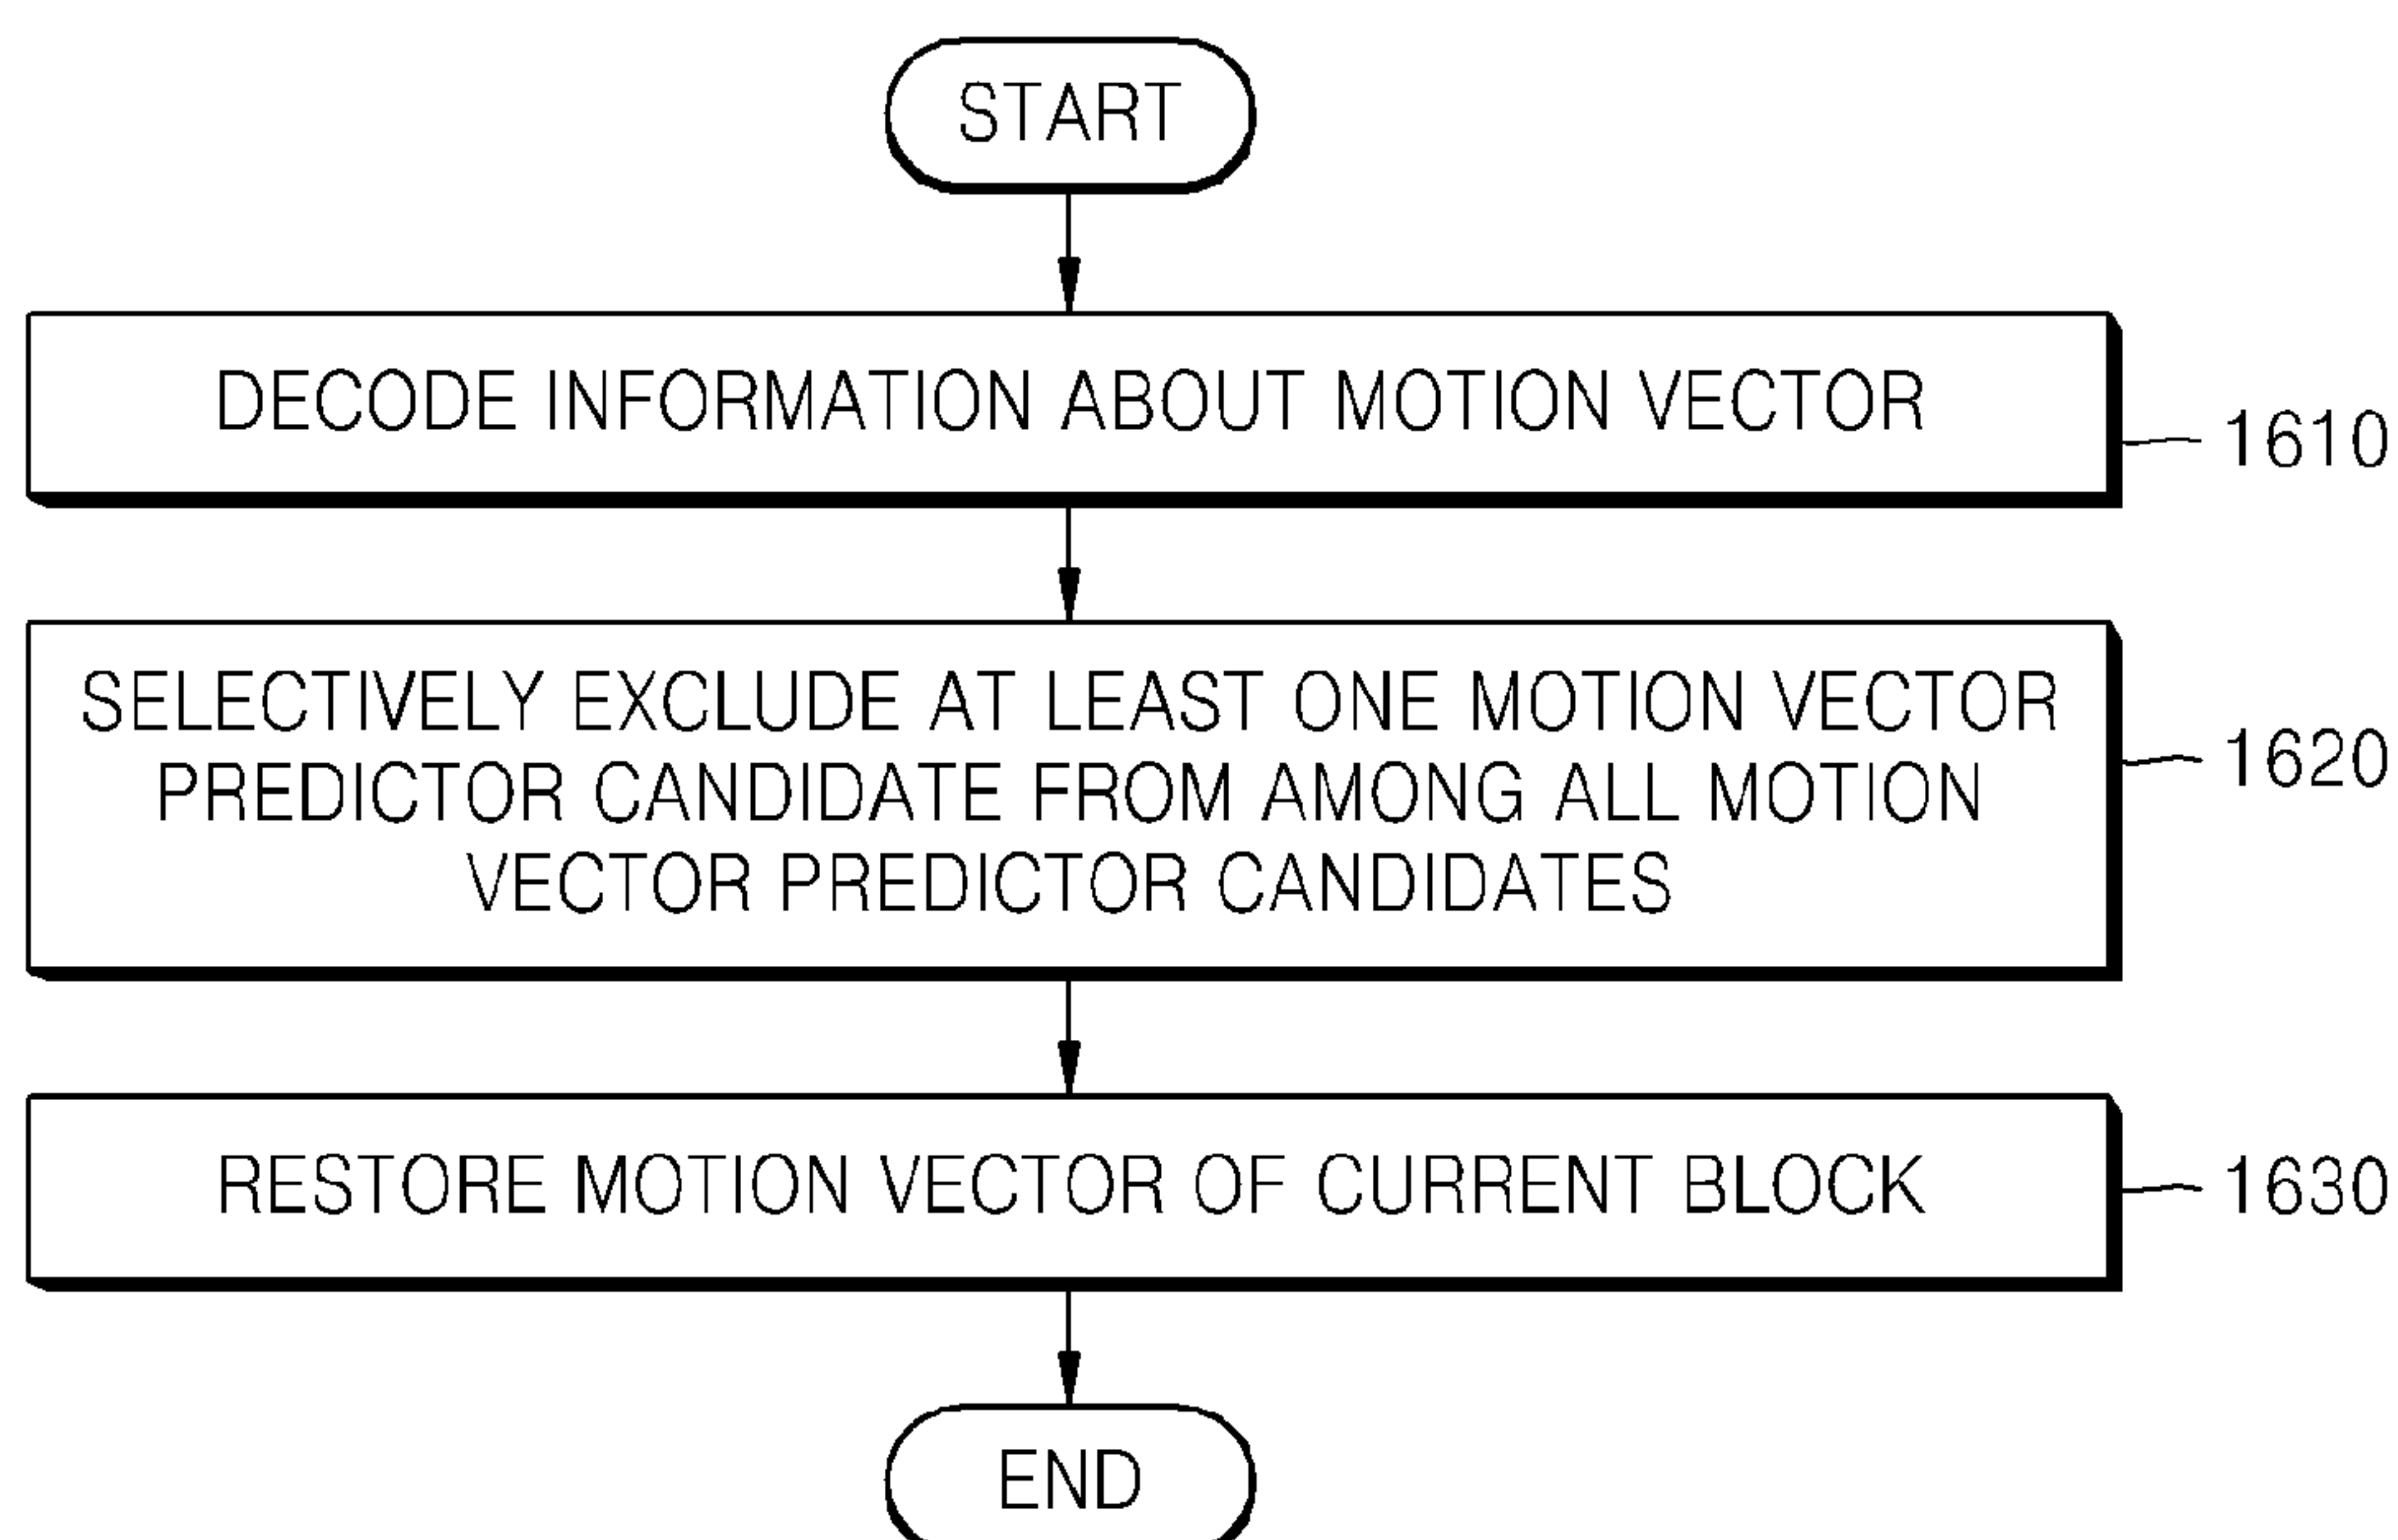 START
DECODE INFORMATION ABOUT MOTION VECTOR
1610
SELECTIVELY EXCLUDE AT LEAST ONE MOTION VECTOR
PREDICTOR CANDIDATE FROM AMONG ALL MOTION
VECTOR PREDICTOR CANDIDATES
1620
RESTORE MOTION VECTOR OF CURRENT BLOCK
1630
END